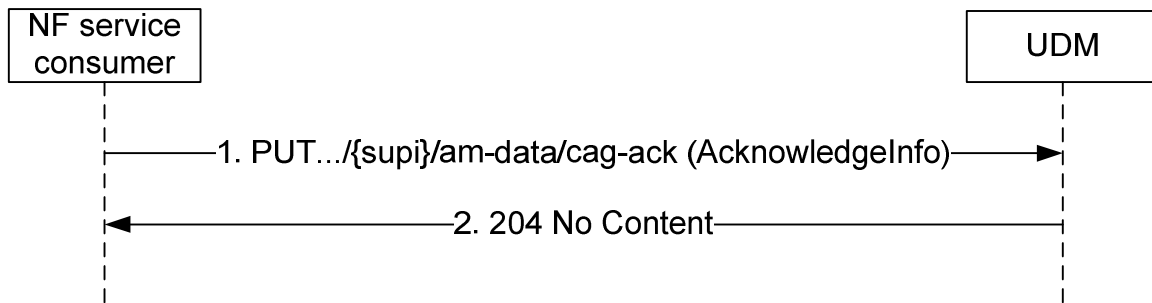 NF service
consumer
UDM
1. PUT.../{supi}/am-data/cag-ack (AcknowledgeInfo)
2. 204 No Content